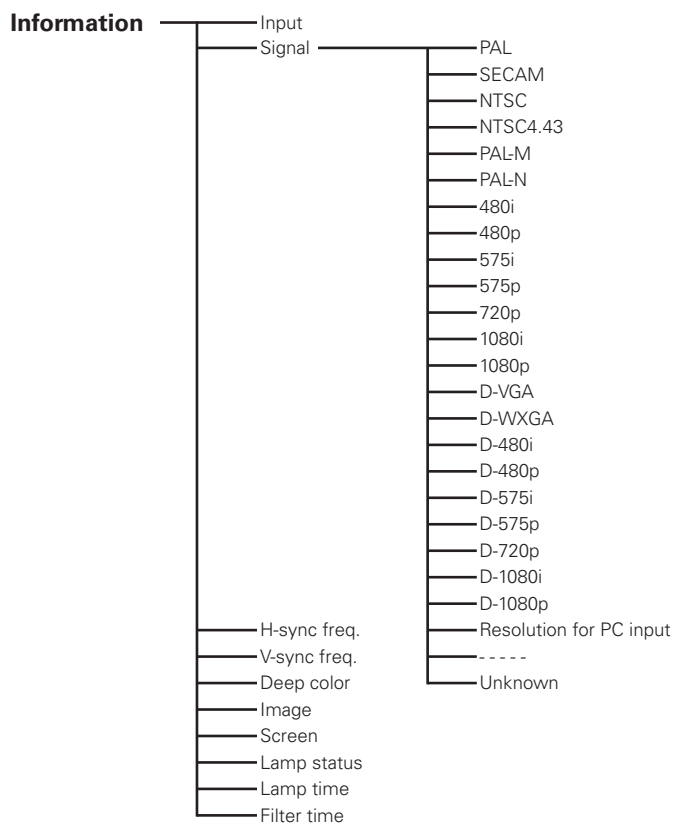 Information
Input
Signal
PAL
SECAM
NTSC
NTSC4.43
PAL-M
PAL-N
480i
480p
575i
575p
720p
1080i
1080p
D-VGA
D-WXGA
D-480i
D-480p
D-575i
D-575p
D-720p
D-1080i
D-1080p
Resolution for PC input
- - - - -
Unknown
H-sync freq.
V-sync freq.
Deep color
Image
Screen
Lamp status
Lamp time
Filter time